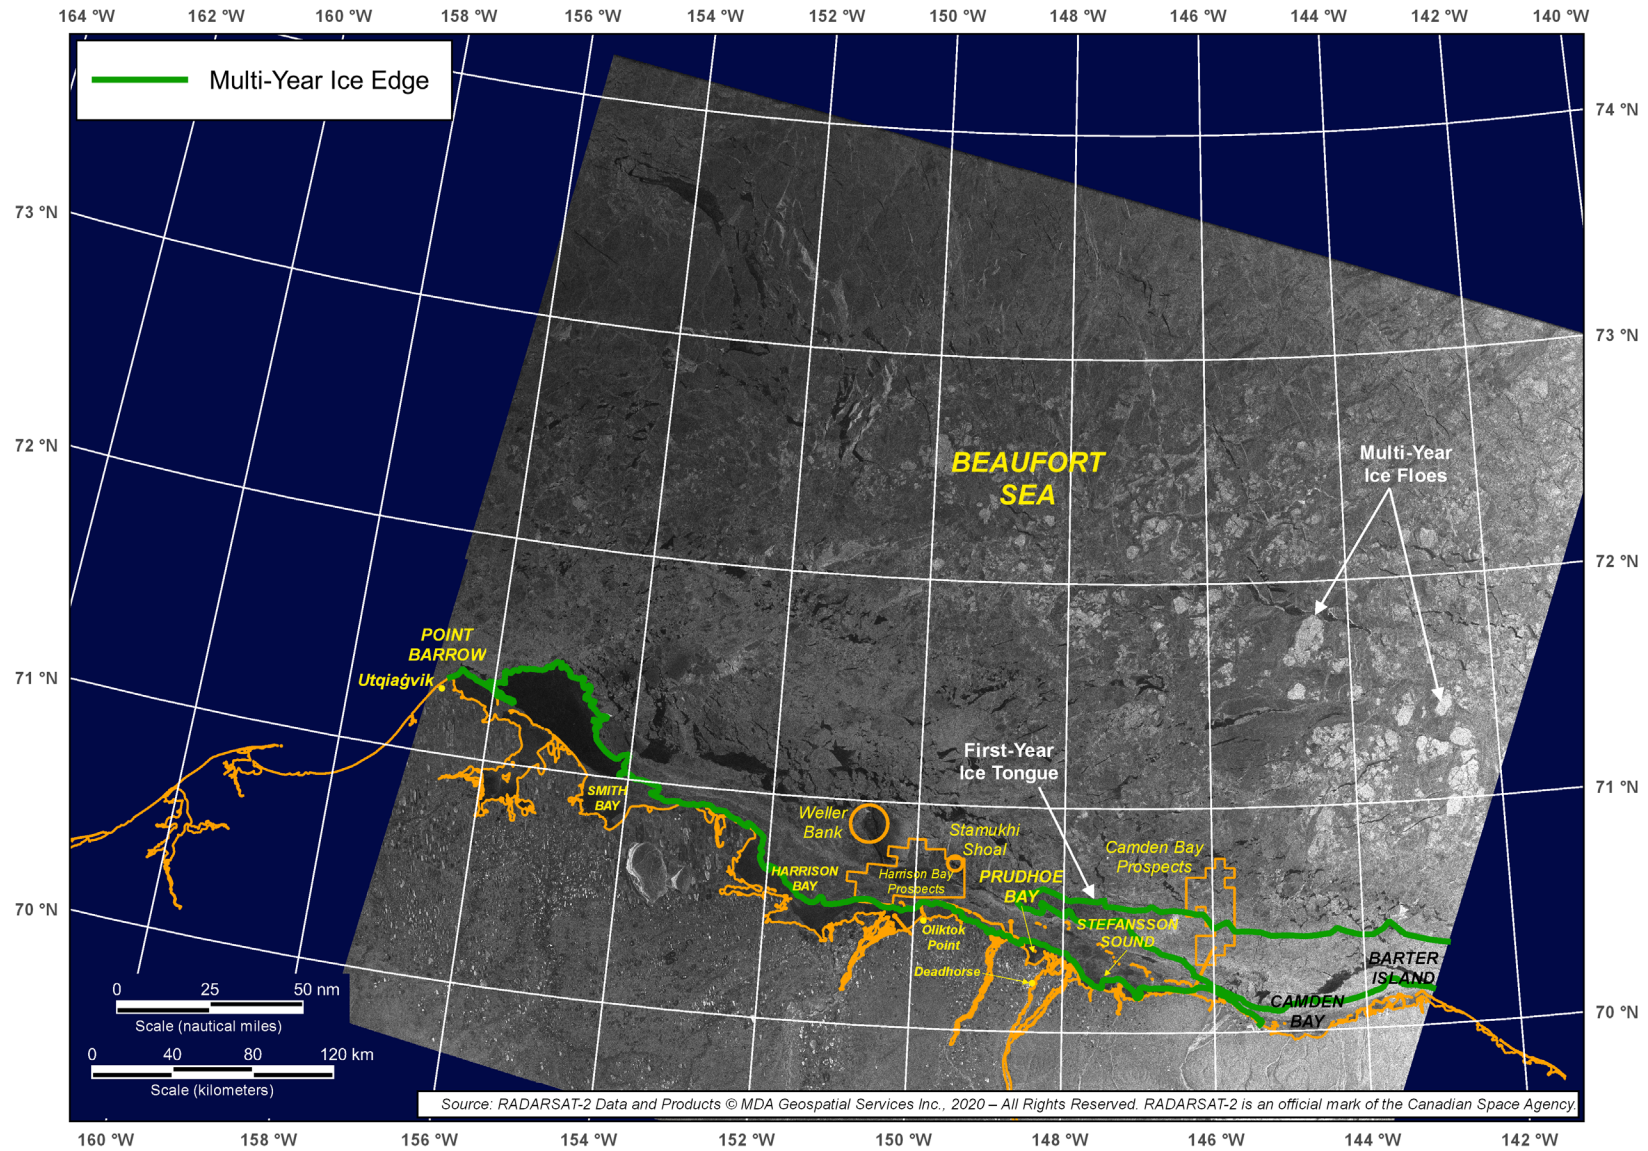 164 °W 162 °W 160 °W 158 °W 156 °W 154 °W 152 °W 150 °W 148 °W 146 °W 144 °W 142 °W 140 °W
Multi-Year Ice Edge
74 °N
73 °N
73 °N
72 °N
Multi-Year
Ice Floes
BEAUFORT
SEA
72 °N
POINT
BARROW
Utqiaġvik
71 °N
First-Year
Ice Tongue
71 °N
SMITH
BAY
Weller
Bank
Stamukhi
Shoal
Camden Bay
Prospects
HARRISON
BAY
Harrison Bay
Prospects
PRUDHOE
BAY
70 °N
Oliktok
Point
STEFANSSON
SOUND
Deadhorse
BARTER
ISLAND
CAMDEN
BAY
70 °N
0 25 50 nm
Scale (nautical miles)
0 40 80 120 km
Scale (kilometers)
Source: RADARSAT-2 Data and Products © MDA Geospatial Services Inc., 2020 – All Rights Reserved. RADARSAT-2 is an official mark of the Canadian Space Agency.
160 °W 158 °W 156 °W 154 °W 152 °W 150 °W 148 °W 146 °W 144 °W 142 °W